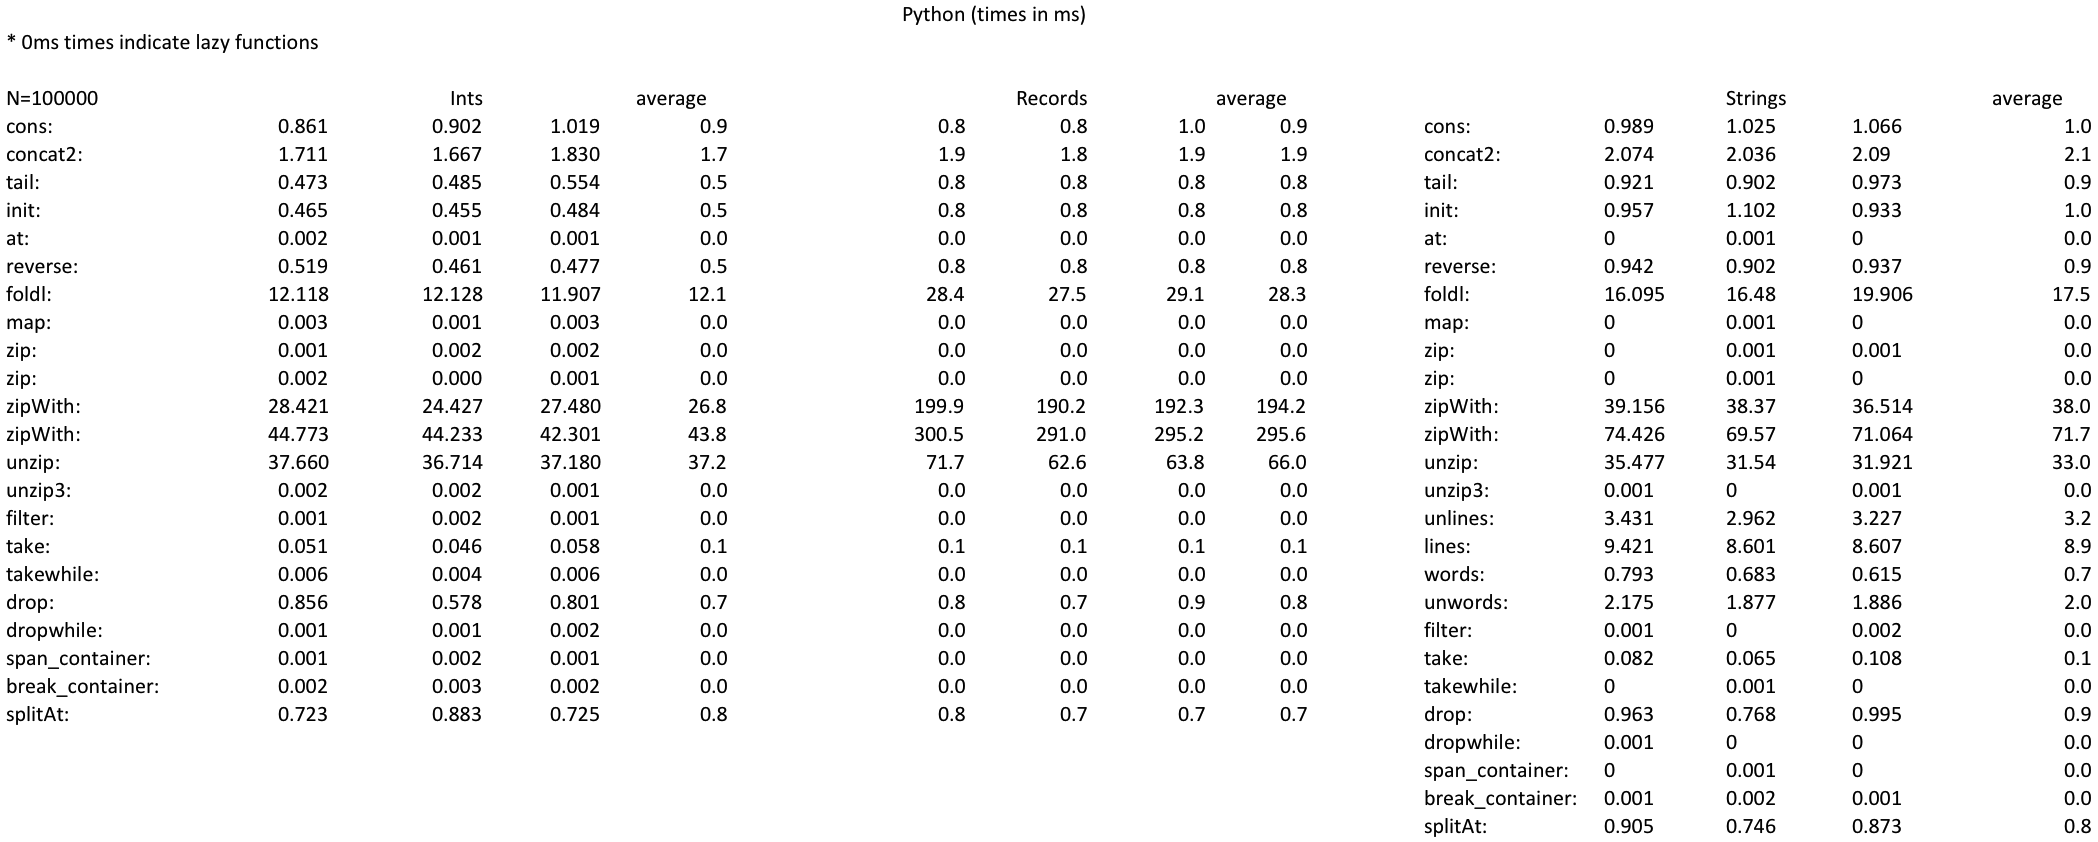 Python (times in ms)
* 0ms times indicate lazy functions
N=100000 Ints average Records average Strings average
cons: 0.861 0.902 1.019 0.9 0.8 0.8 1.0 0.9 cons: 0.989 1.025 1.066 1.0
concat2: 1.711 1.667 1.830 1.7 1.9 1.8 1.9 1.9 concat2: 2.074 2.036 2.09 2.1
tail: 0.473 0.485 0.554 0.5 0.8 0.8 0.8 0.8 tail: 0.921 0.902 0.973 0.9
init: 0.465 0.455 0.484 0.5 0.8 0.8 0.8 0.8 init: 0.957 1.102 0.933 1.0
at: 0.002 0.001 0.001 0.0 0.0 0.0 0.0 0.0 at: 0 0.001 0 0.0
reverse: 0.519 0.461 0.477 0.5 0.8 0.8 0.8 0.8 reverse: 0.942 0.902 0.937 0.9
foldl: 12.118 12.128 11.907 12.1 28.4 27.5 29.1 28.3 foldl: 16.095 16.48 19.906 17.5
map: 0.003 0.001 0.003 0.0 0.0 0.0 0.0 0.0 map: 0 0.001 0 0.0
zip: 0.001 0.002 0.002 0.0 0.0 0.0 0.0 0.0 zip: 0 0.001 0.001 0.0
zip: 0.002 0.000 0.001 0.0 0.0 0.0 0.0 0.0 zip: 0 0.001 0 0.0
zipWith: 28.421 24.427 27.480 26.8 199.9 190.2 192.3 194.2 zipWith: 39.156 38.37 36.514 38.0
zipWith: 44.773 44.233 42.301 43.8 300.5 291.0 295.2 295.6 zipWith: 74.426 69.57 71.064 71.7
unzip: 37.660 36.714 37.180 37.2 71.7 62.6 63.8 66.0 unzip: 35.477 31.54 31.921 33.0
unzip3: 0.002 0.002 0.001 0.0 0.0 0.0 0.0 0.0 unzip3: 0.001 0 0.001 0.0
filter: 0.001 0.002 0.001 0.0 0.0 0.0 0.0 0.0 unlines: 3.431 2.962 3.227 3.2
take: 0.051 0.046 0.058 0.1 0.1 0.1 0.1 0.1 lines: 9.421 8.601 8.607 8.9
takewhile: 0.006 0.004 0.006 0.0 0.0 0.0 0.0 0.0 words: 0.793 0.683 0.615 0.7
drop: 0.856 0.578 0.801 0.7 0.8 0.7 0.9 0.8 unwords: 2.175 1.877 1.886 2.0
dropwhile: 0.001 0.001 0.002 0.0 0.0 0.0 0.0 0.0 filter: 0.001 0 0.002 0.0
span_container: 0.001 0.002 0.001 0.0 0.0 0.0 0.0 0.0 take: 0.082 0.065 0.108 0.1
break_container: 0.002 0.003 0.002 0.0 0.0 0.0 0.0 0.0 takewhile: 0 0.001 0 0.0
splitAt: 0.723 0.883 0.725 0.8 0.8 0.7 0.7 0.7 drop: 0.963 0.768 0.995 0.9
dropwhile: 0.001 0 0 0.0
span_container: 0 0.001 0 0.0
break_container: 0.001 0.002 0.001 0.0
splitAt: 0.905 0.746 0.873 0.8